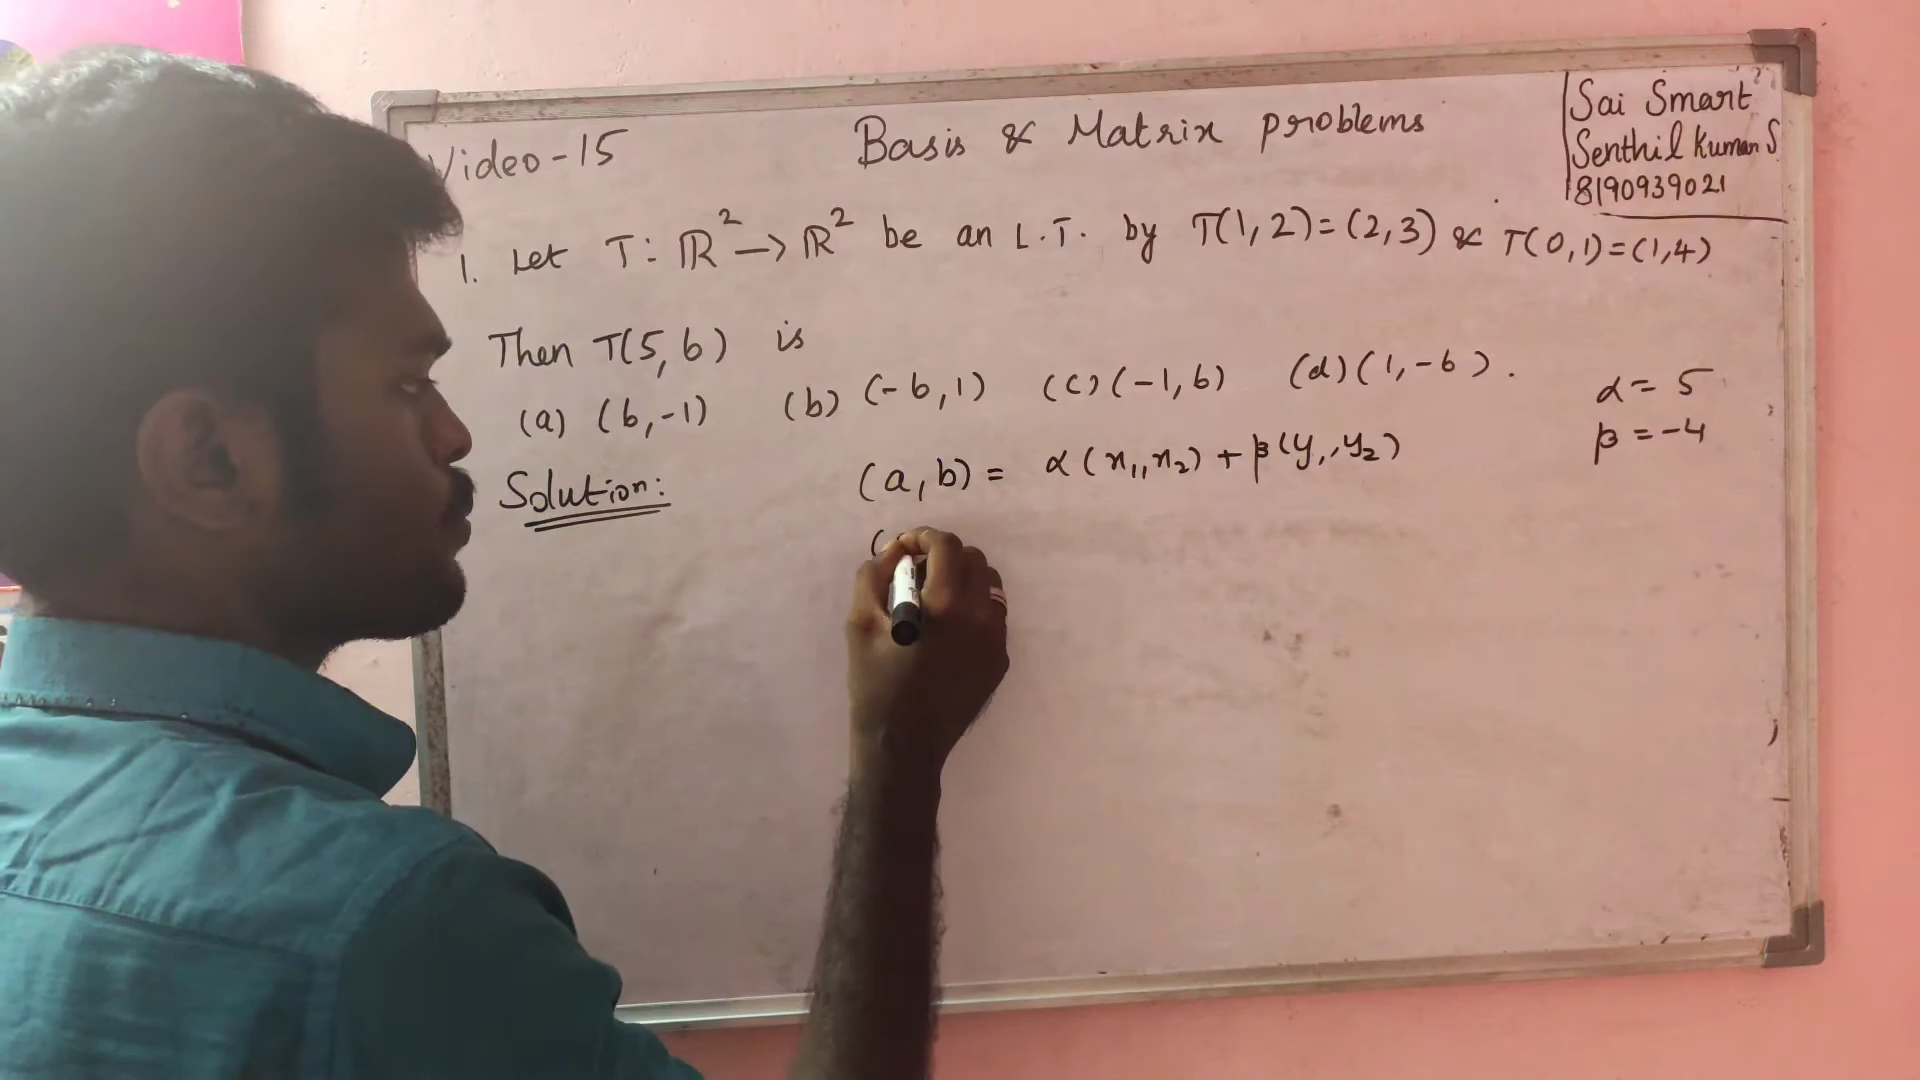 Video-15 Basis & Matrix problems
Sai Smart
Senthil Kumar S
8190939021
1. Let T: ℝ² → ℝ² be an L.T. by T(1,2)=(2,3) & T(0,1)=(1,4)
Then T(5,6) is
(a) (6,-1) (b) (-6,1) (c) (-1,6) (d) (1,-6).
α = 5
β = -4
Solution: (a,b) = α(x₁,x₂) + β(y₁,y₂)
(